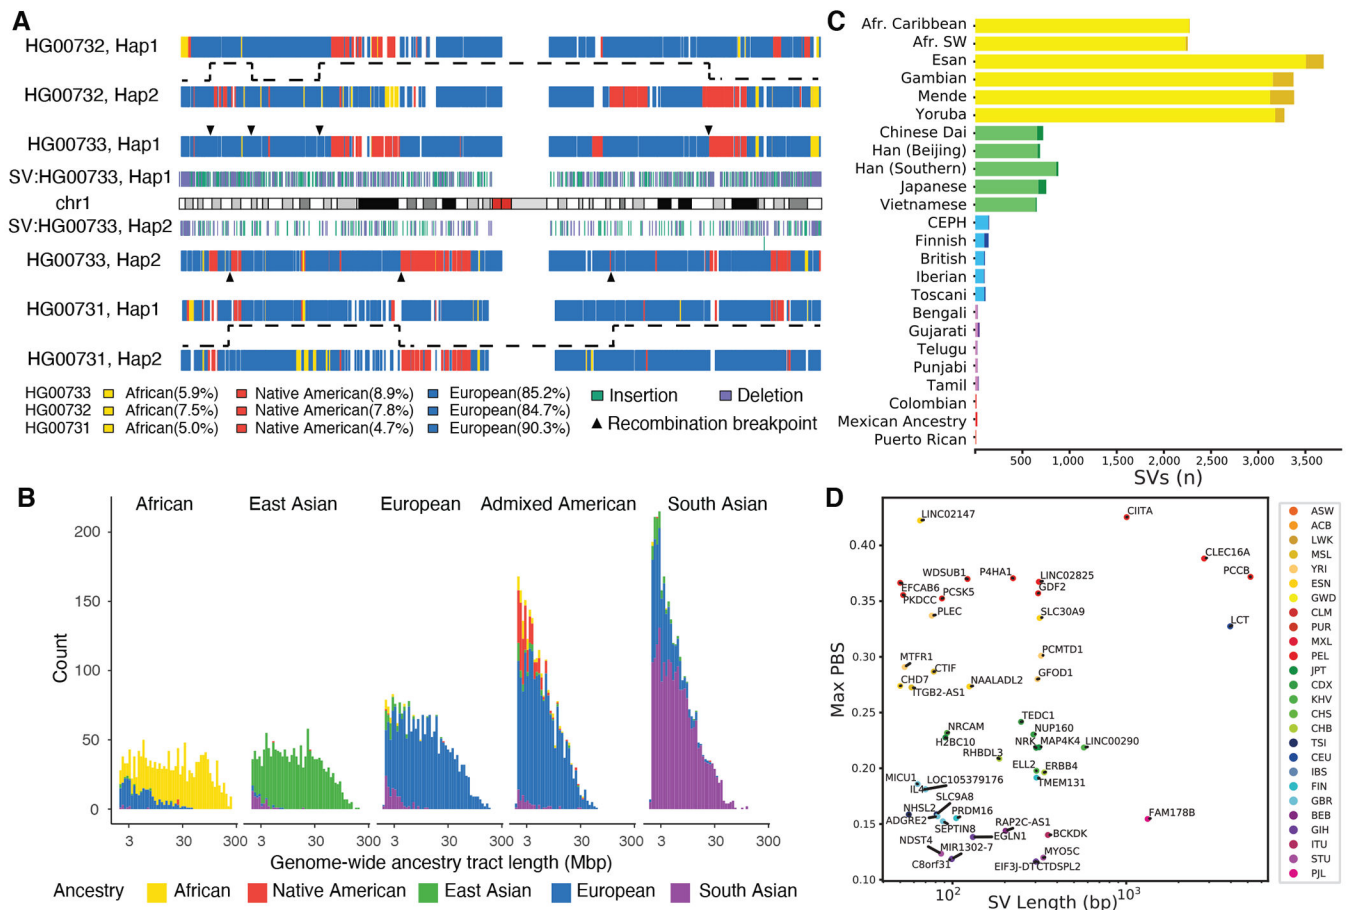 A
HG00732, Hap1
HG00732, Hap2
HG00733, Hap1
SV:HG00733, Hap1
chr1
SV:HG00733, Hap2
HG00733, Hap2
HG00731, Hap1
HG00731, Hap2
HG00733 African(5.9%) Native American(8.9%) European(85.2%)
HG00732 African(7.5%) Native American(7.8%) European(84.7%)
HG00731 African(5.0%) Native American(4.7%) European(90.3%)
Insertion Deletion
Recombination breakpoint
B
African East Asian European Admixed American South Asian
Count
200
150
100
50
0
3 30 300 3 30 300 3 30 300 3 30 300 3 30 300
Genome-wide ancestry tract length (Mbp)
Ancestry African Native American East Asian European South Asian
C
Afr. Caribbean
Afr. SW
Esan
Gambian
Mende
Yoruba
Chinese Dai
Han (Beijing)
Han (Southern)
Japanese
Vietnamese
CEPH
Finnish
British
Iberian
Toscani
Bengali
Gujarati
Telugu
Punjabi
Tamil
Colombian
Mexican Ancestry
Puerto Rican
500 1,000 1,500 2,000 2,500 3,000 3,500
SVs (n)
D
Max PBS
0.40
0.35
0.30
0.25
0.20
0.15
0.10
LINC02147
CIITA
CLEC16A
PCCB
WDSUB1
P4HA1
LINC02825
GDF2
EFCAB6
PKDCC
PCSK5
PLEC
SLC30A9
LCT
PCMTD1
MTFR1
CTIF
GFOD1
CHD7
ITGB2-AS1
NAALADL2
TEDC1
NRCAM
H2BC10
NUP160
NRK
MAP4K4
LINC00290
RHBDL3
ELL2
ERBB4
TMEM131
MICU1
IL4
LOC105379176
SLC9A8
NHSL2
ADGRE2
PRDM16
SEPTIN8
RAP2C-AS1
EGLN1
FAM178B
BCKDK
NDST4
MIR1302-7
C8orf31
MYO5C
EIF3J-DT
CTDSPL2
10²
10³
SV Length (bp)
ASW
ACB
LWK
MSL
YRI
ESN
GWD
CLM
PUR
MXL
PEL
JPT
CDX
KHV
CHS
CHB
TSI
CEU
IBS
FIN
GBR
BEB
GIH
ITU
STU
PJL